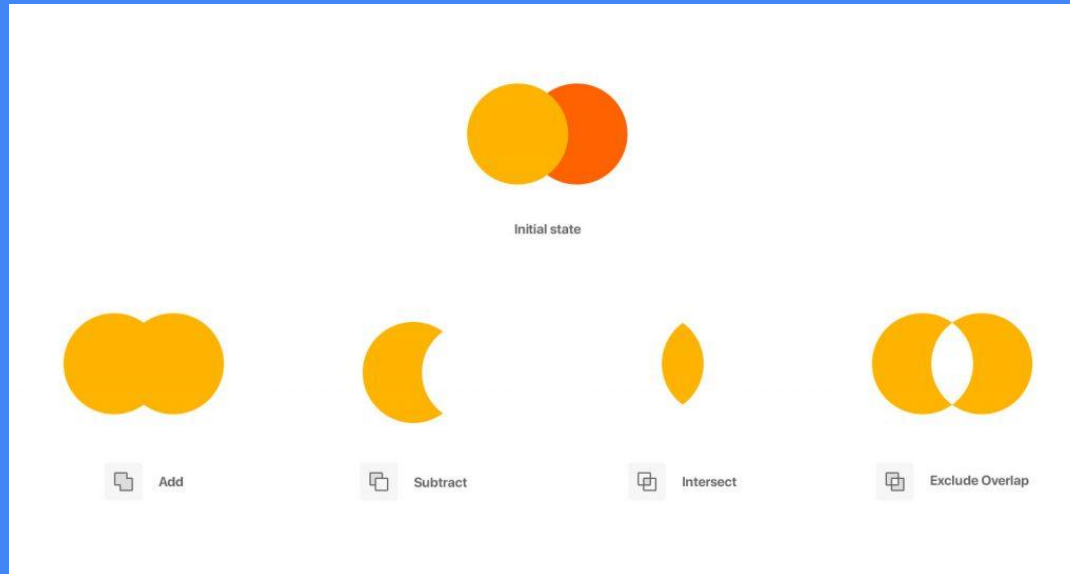 Initial state
Add
Subtract
Intersect
Exclude Overlap